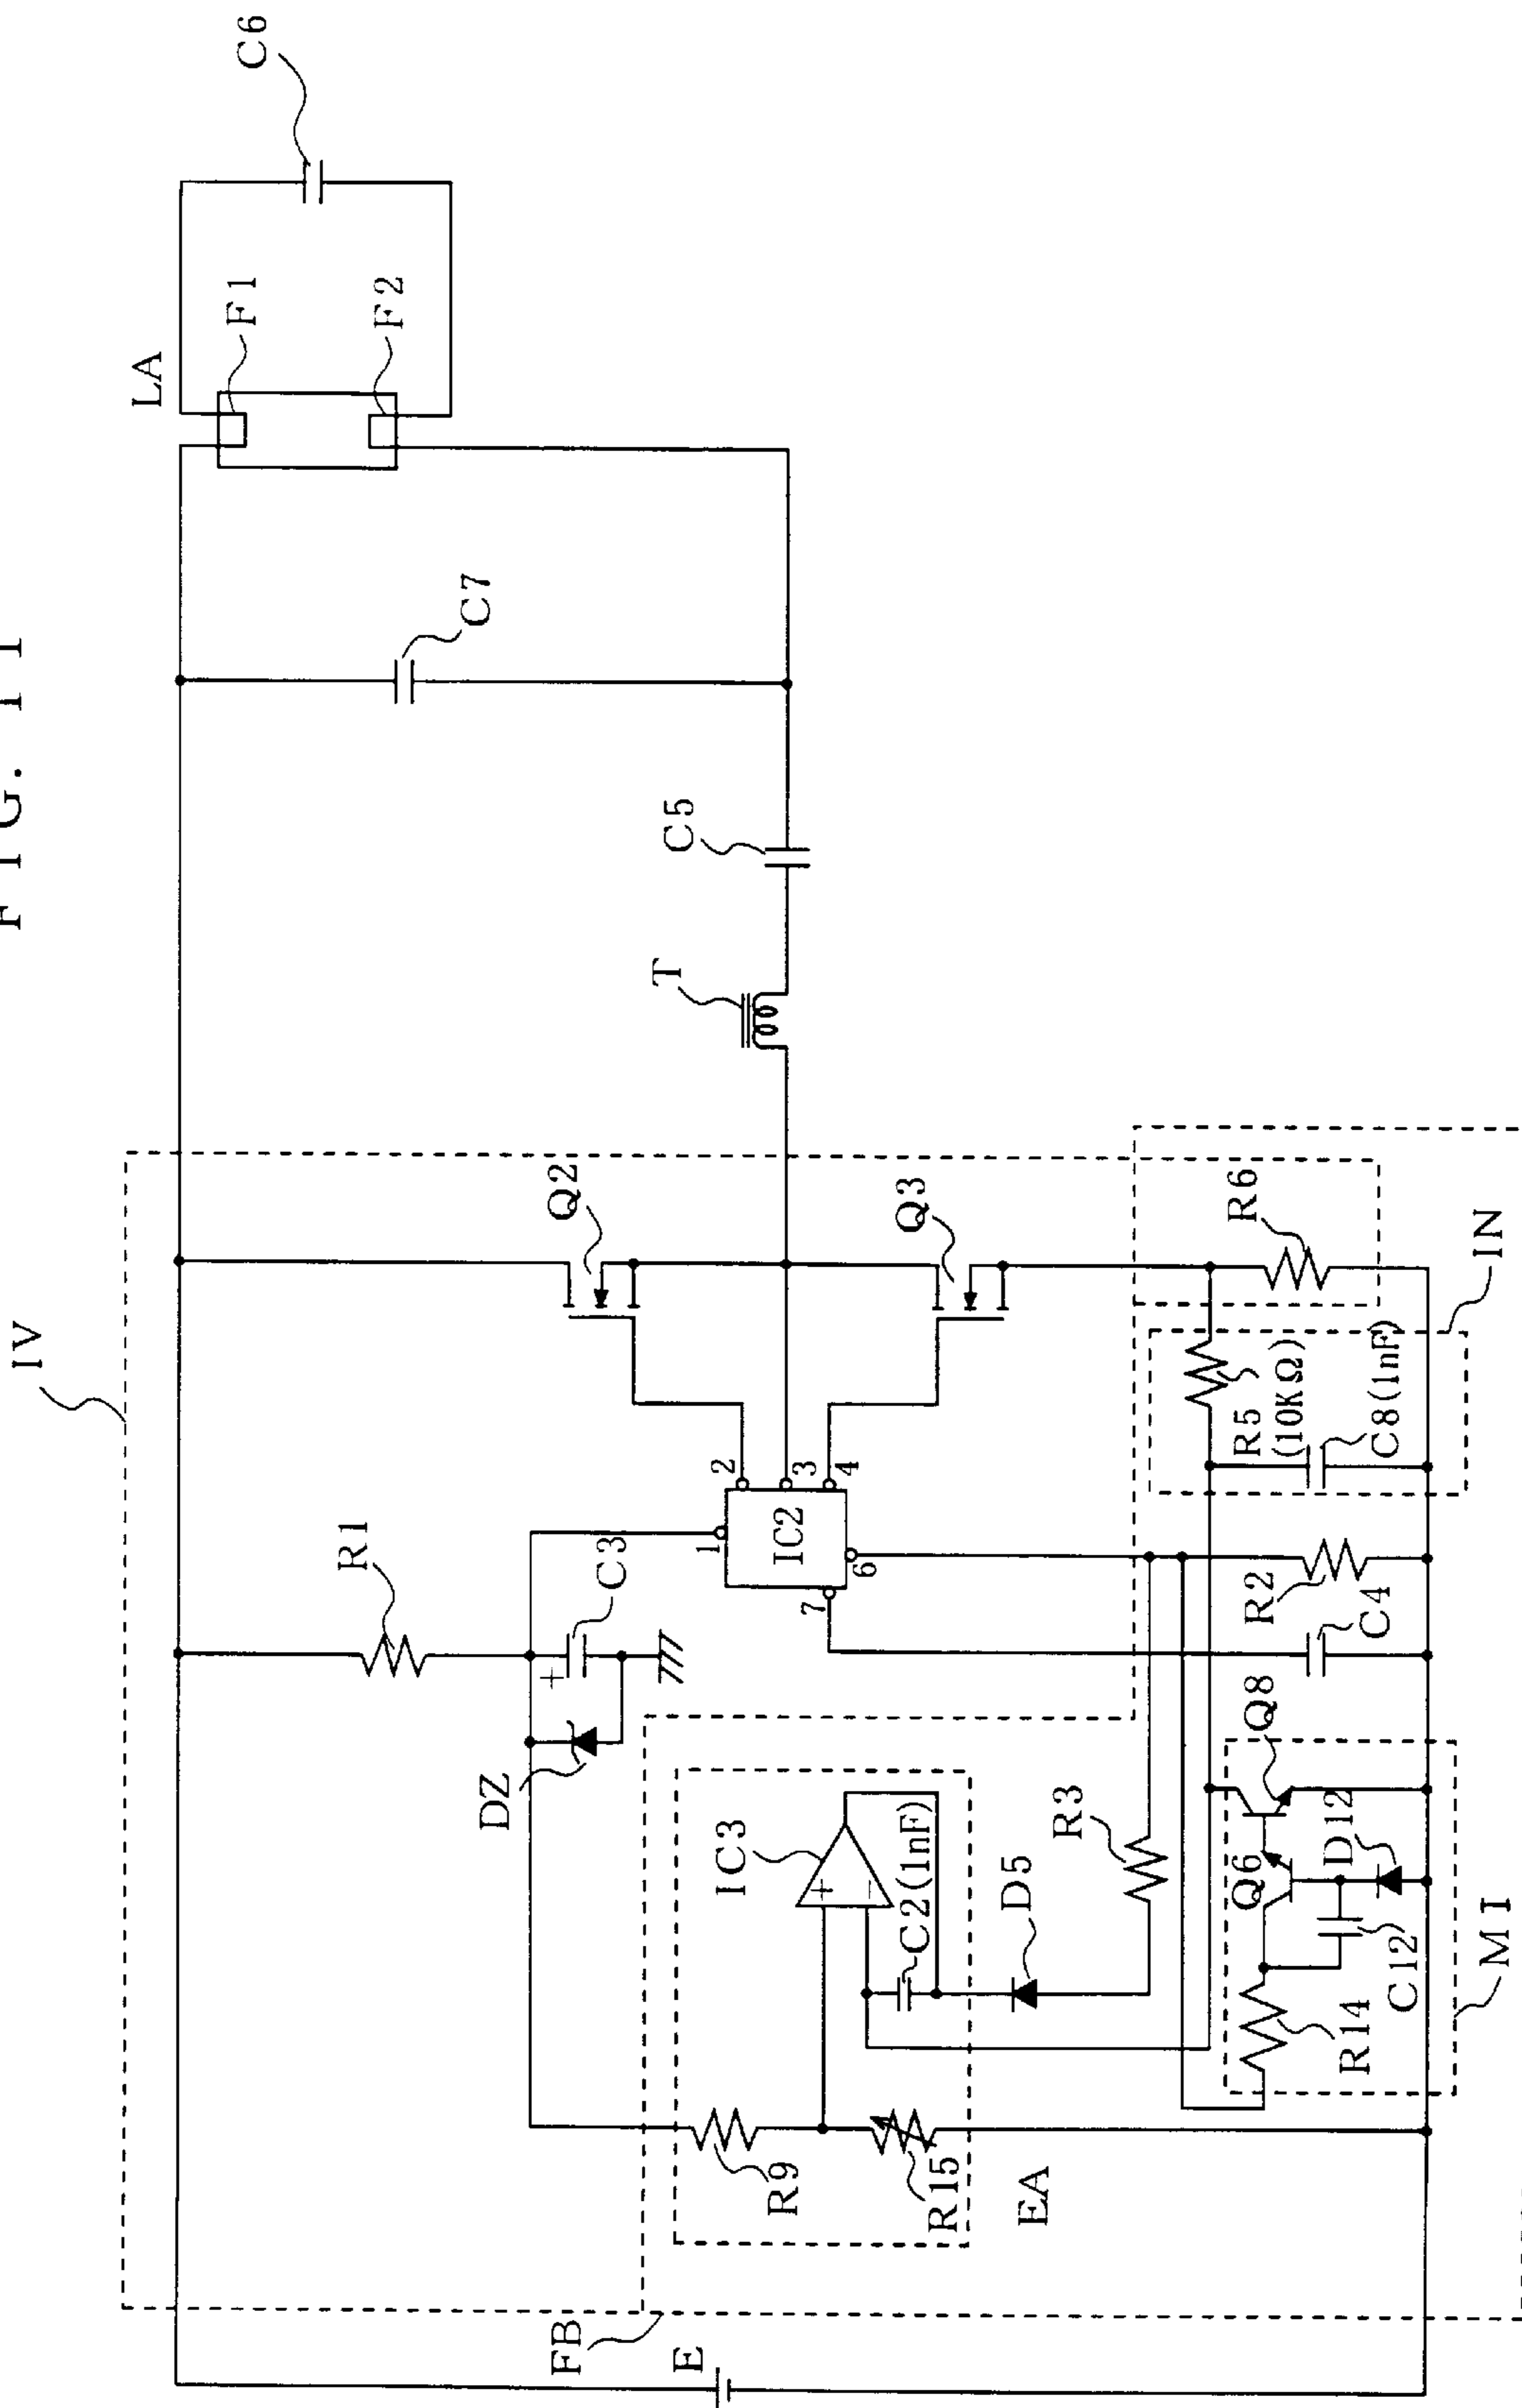 FIG. 11
IV
LA
C6
F1
F2
C7
C5
T
Q2
Q3
R6
IN
R5
(10KΩ)
C8(1nF)
R1
C3
+
DZ
IC2
1
2
3
4
6
7
R2
C4
IC3
+
−
C2(1nF)
D5
R3
Q8
Q6
D12
C12
R14
MI
R9
R15
EA
FB
E